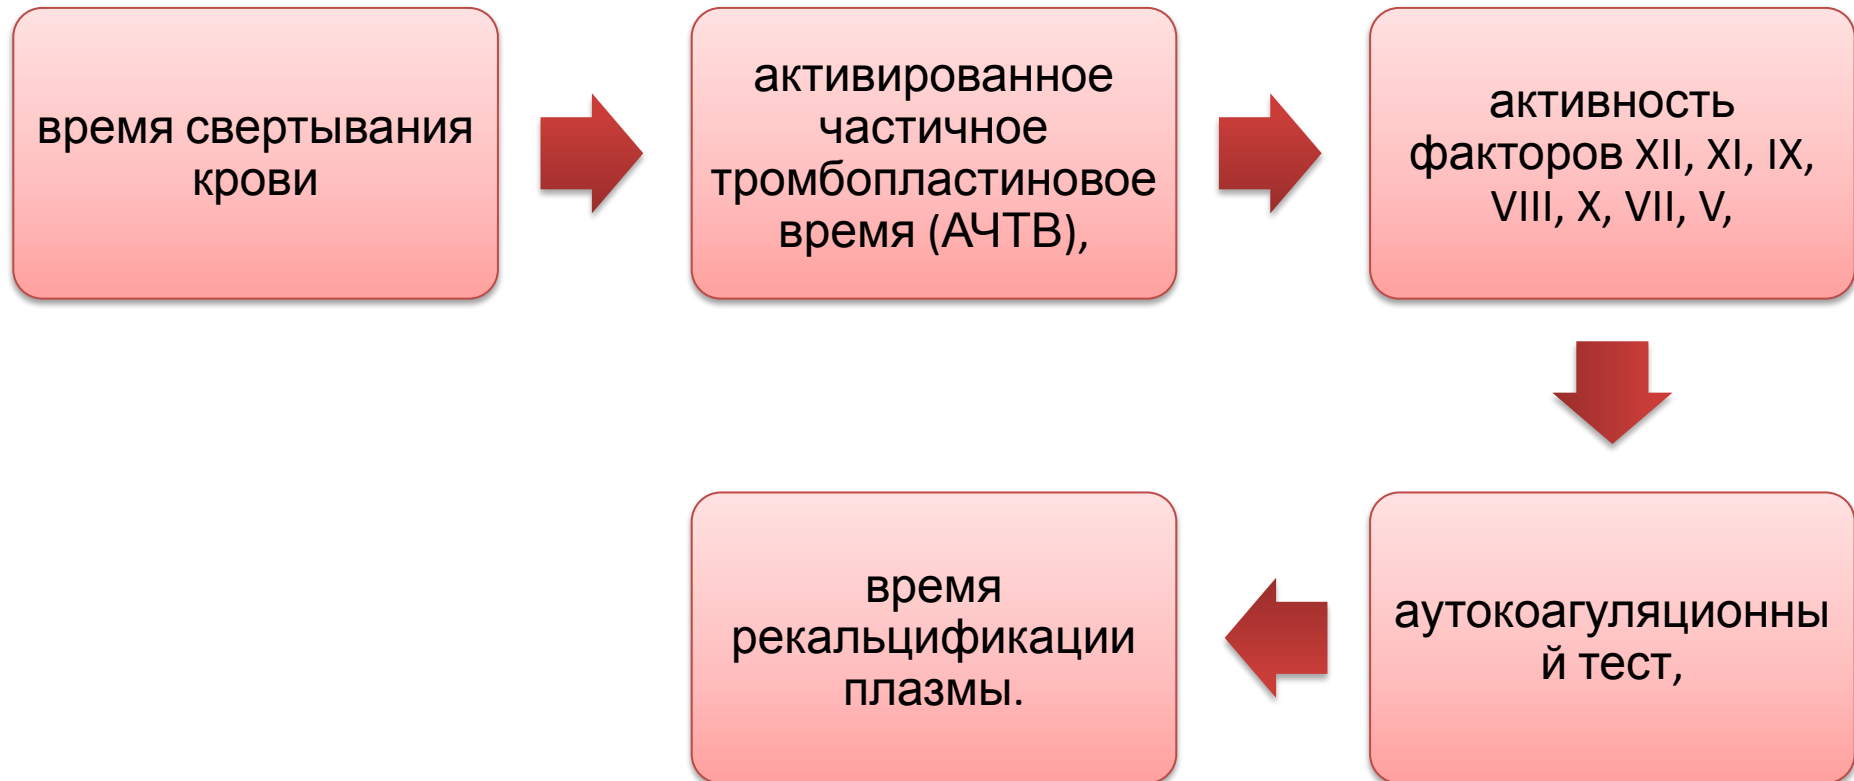 время свертывания
крови
активированное
частичное
тромбопластиновое
время (АЧТВ),
активность
факторов XII, XI, IX,
VIII, X, VII, V,
аутокоагуляционны
й тест,
время
рекальцификации
плазмы.